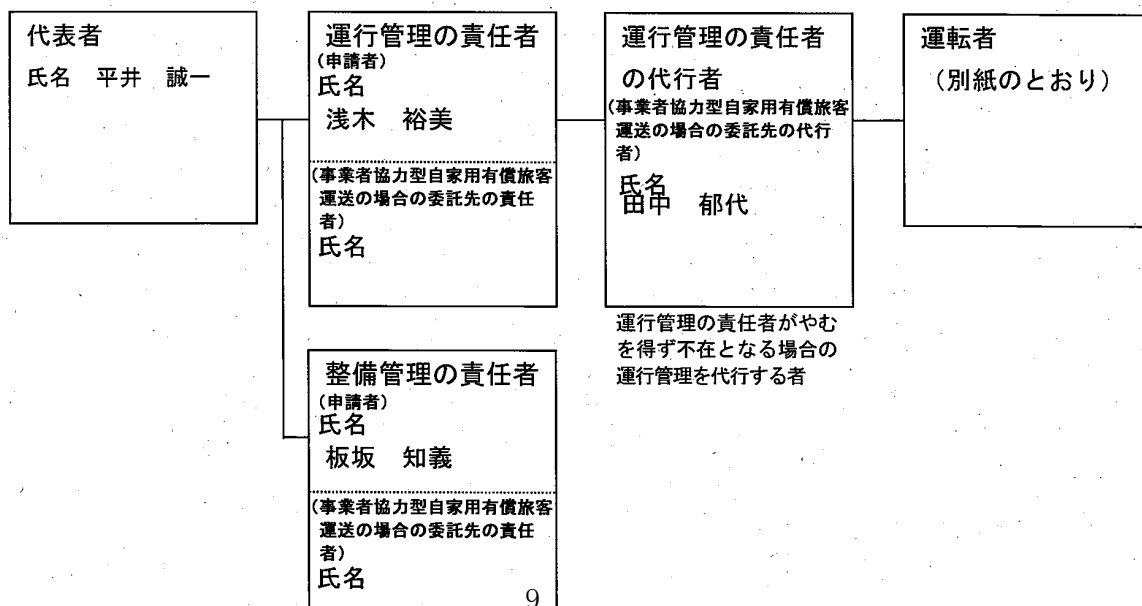 代表者
氏名　平井　誠一
運行管理の責任者
(申請者)
氏名
浅木　裕美
(事業者協力型自家用有償旅客
運送の場合の委託先の責任
者)
氏名
運行管理の責任者
の代行者
(事業者協力型自家用有償旅客
運送の場合の委託先の代行
者)
氏名
田中　郁代
運行管理の責任者がやむ
を得ず不在となる場合の
運行管理を代行する者
運転者
（別紙のとおり）
整備管理の責任者
(申請者)
氏名
板坂　知義
(事業者協力型自家用有償旅客
運送の場合の委託先の責任
者)
氏名
9